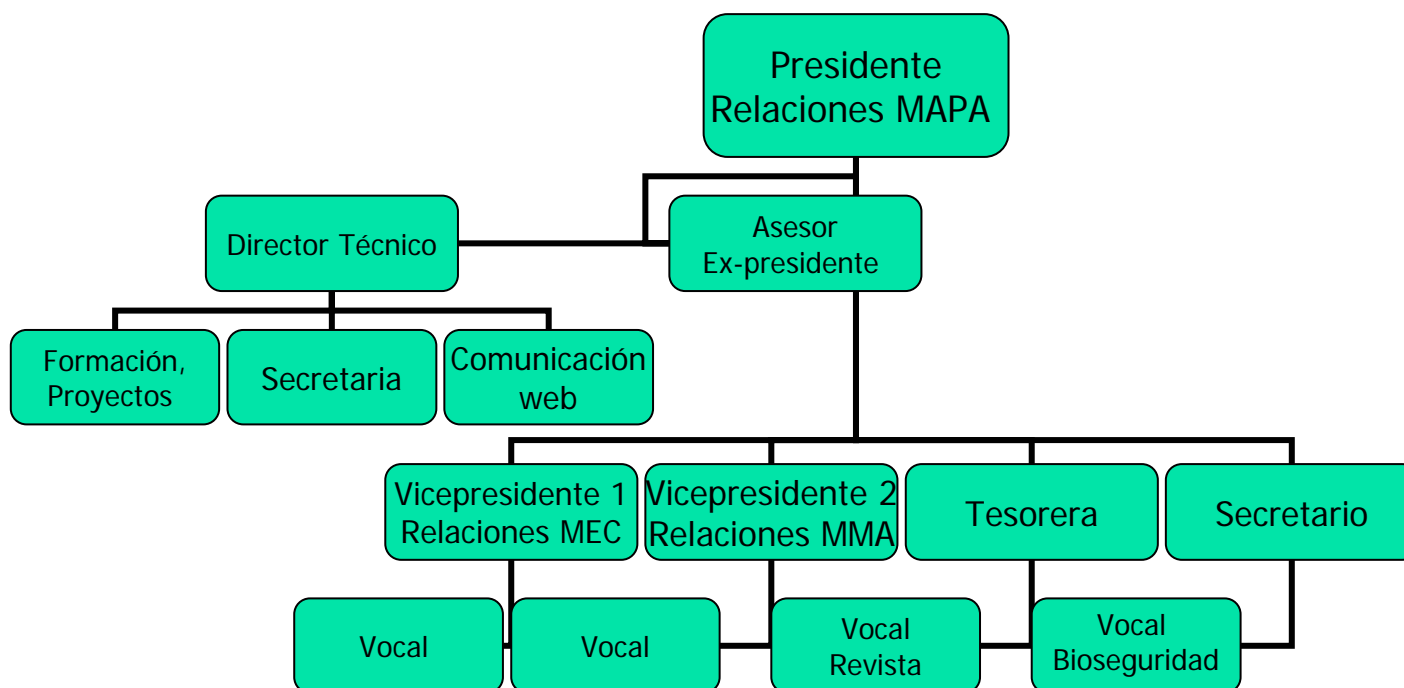 Presidente
Relaciones MAPA
Director Técnico
Asesor
Ex-presidente
Formación,
Proyectos
Secretaria
Comunicación
web
Vicepresidente 1
Relaciones MEC
Vicepresidente 2
Relaciones MMA
Tesorera
Secretario
Vocal
Vocal
Vocal
Revista
Vocal
Bioseguridad